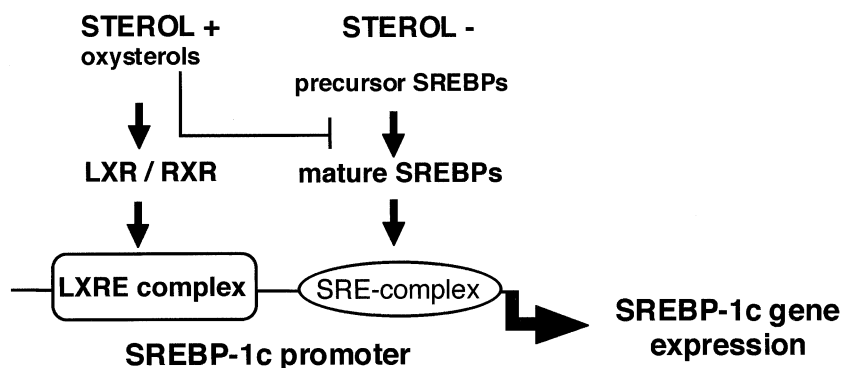 STEROL +
oxysterols
STEROL -
precursor SREBPs
LXR / RXR
mature SREBPs
LXRE complex
SRE-complex
SREBP-1c gene
expression
SREBP-1c promoter